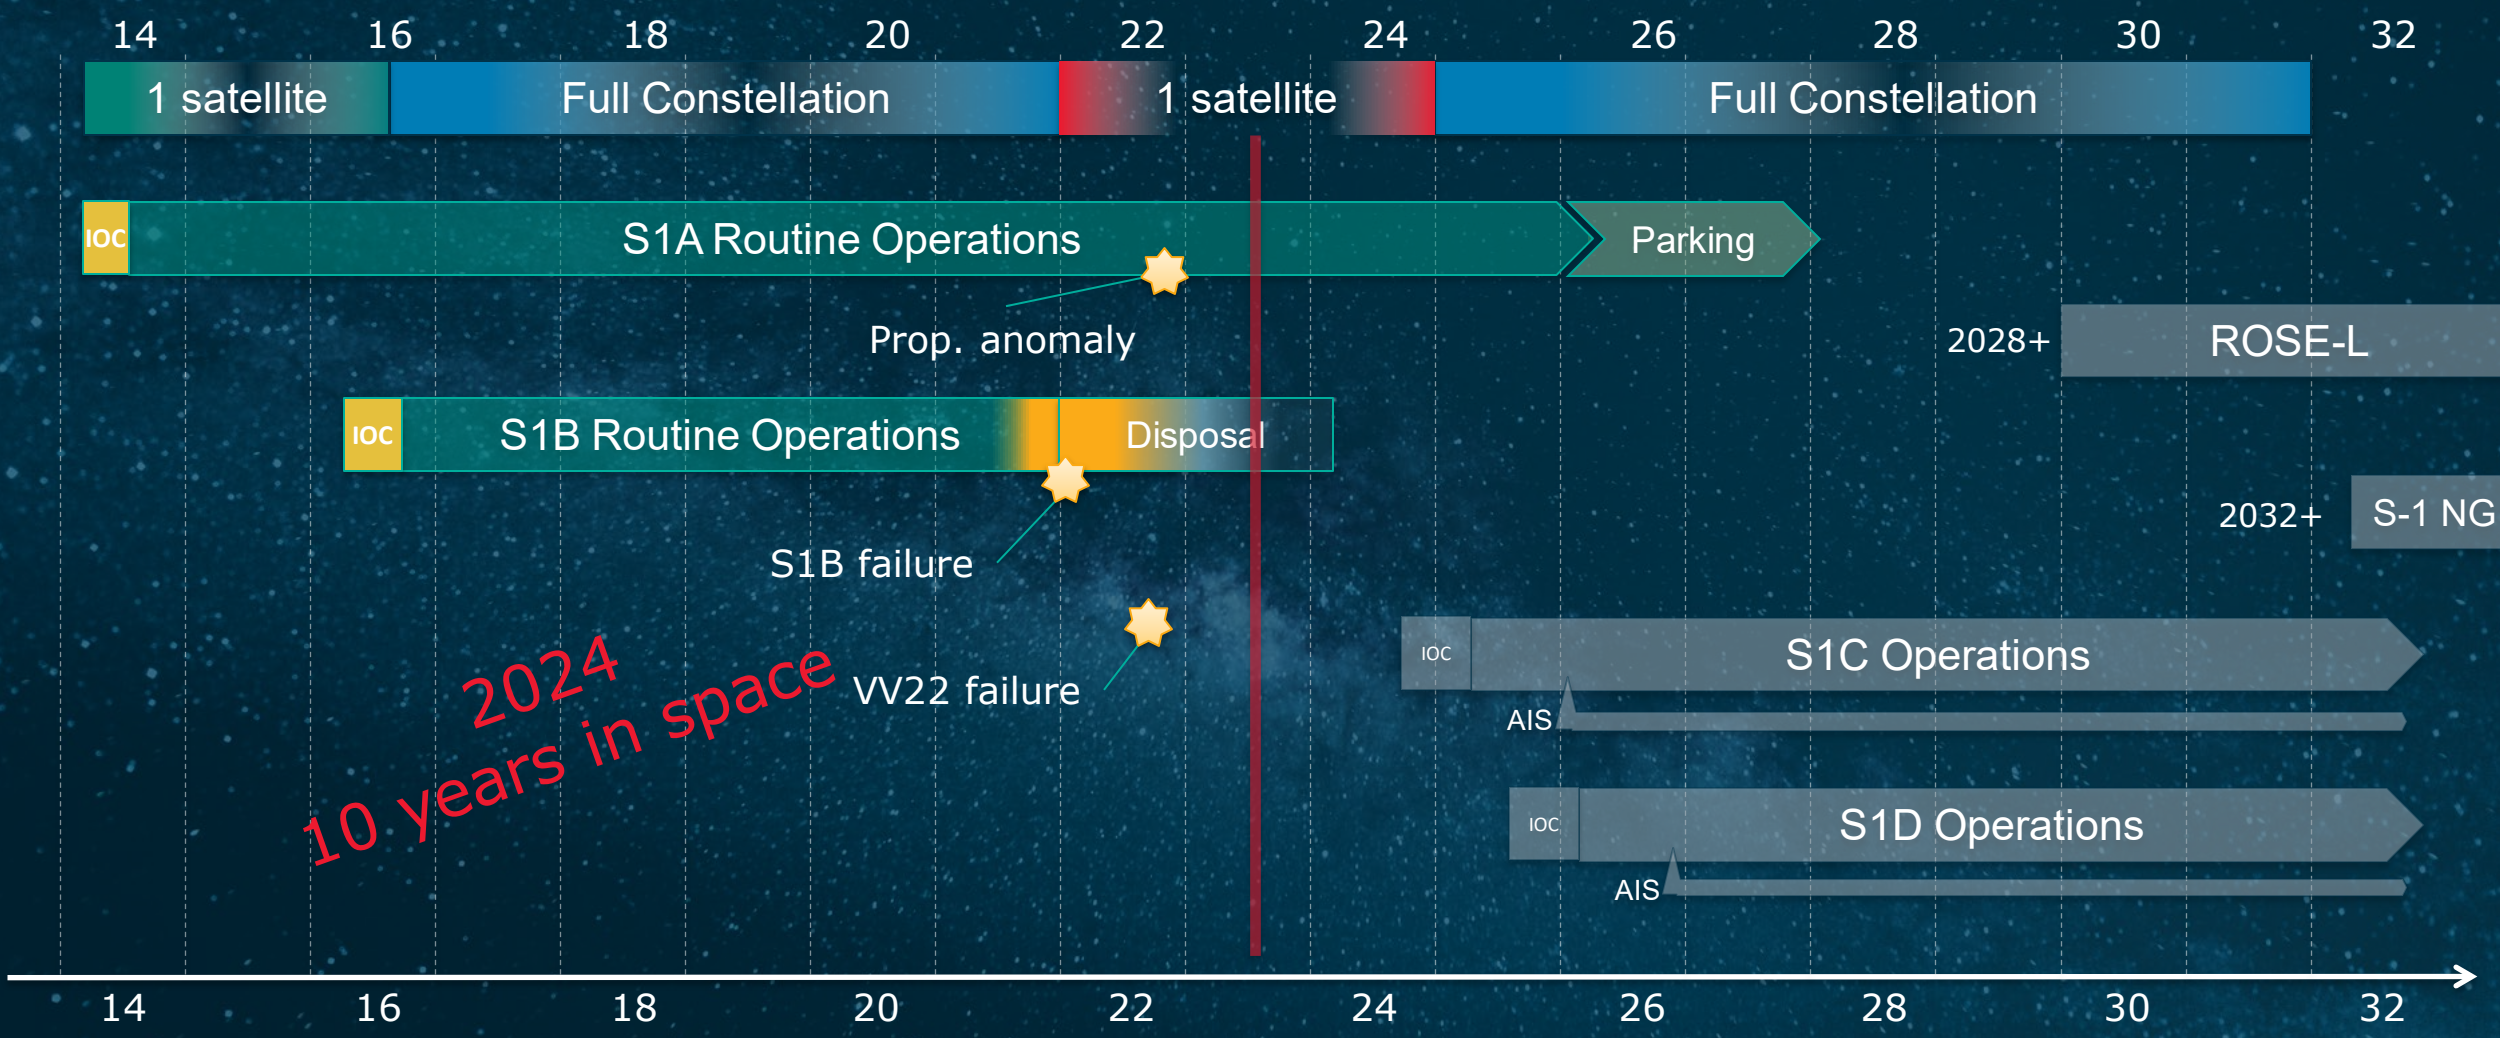 14 16 18 20 22 24 26 28 30 32
1 satellite Full Constellation 1 satellite Full Constellation
IOC S1A Routine Operations Parking
Prop. anomaly
2028+ ROSE-L
IOC S1B Routine Operations Disposal
2032+ S-1 NG
S1B failure
VV22 failure
2024
10 years in space
IOC S1C Operations
AIS
IOC S1D Operations
AIS
14 16 18 20 22 24 26 28 30 32